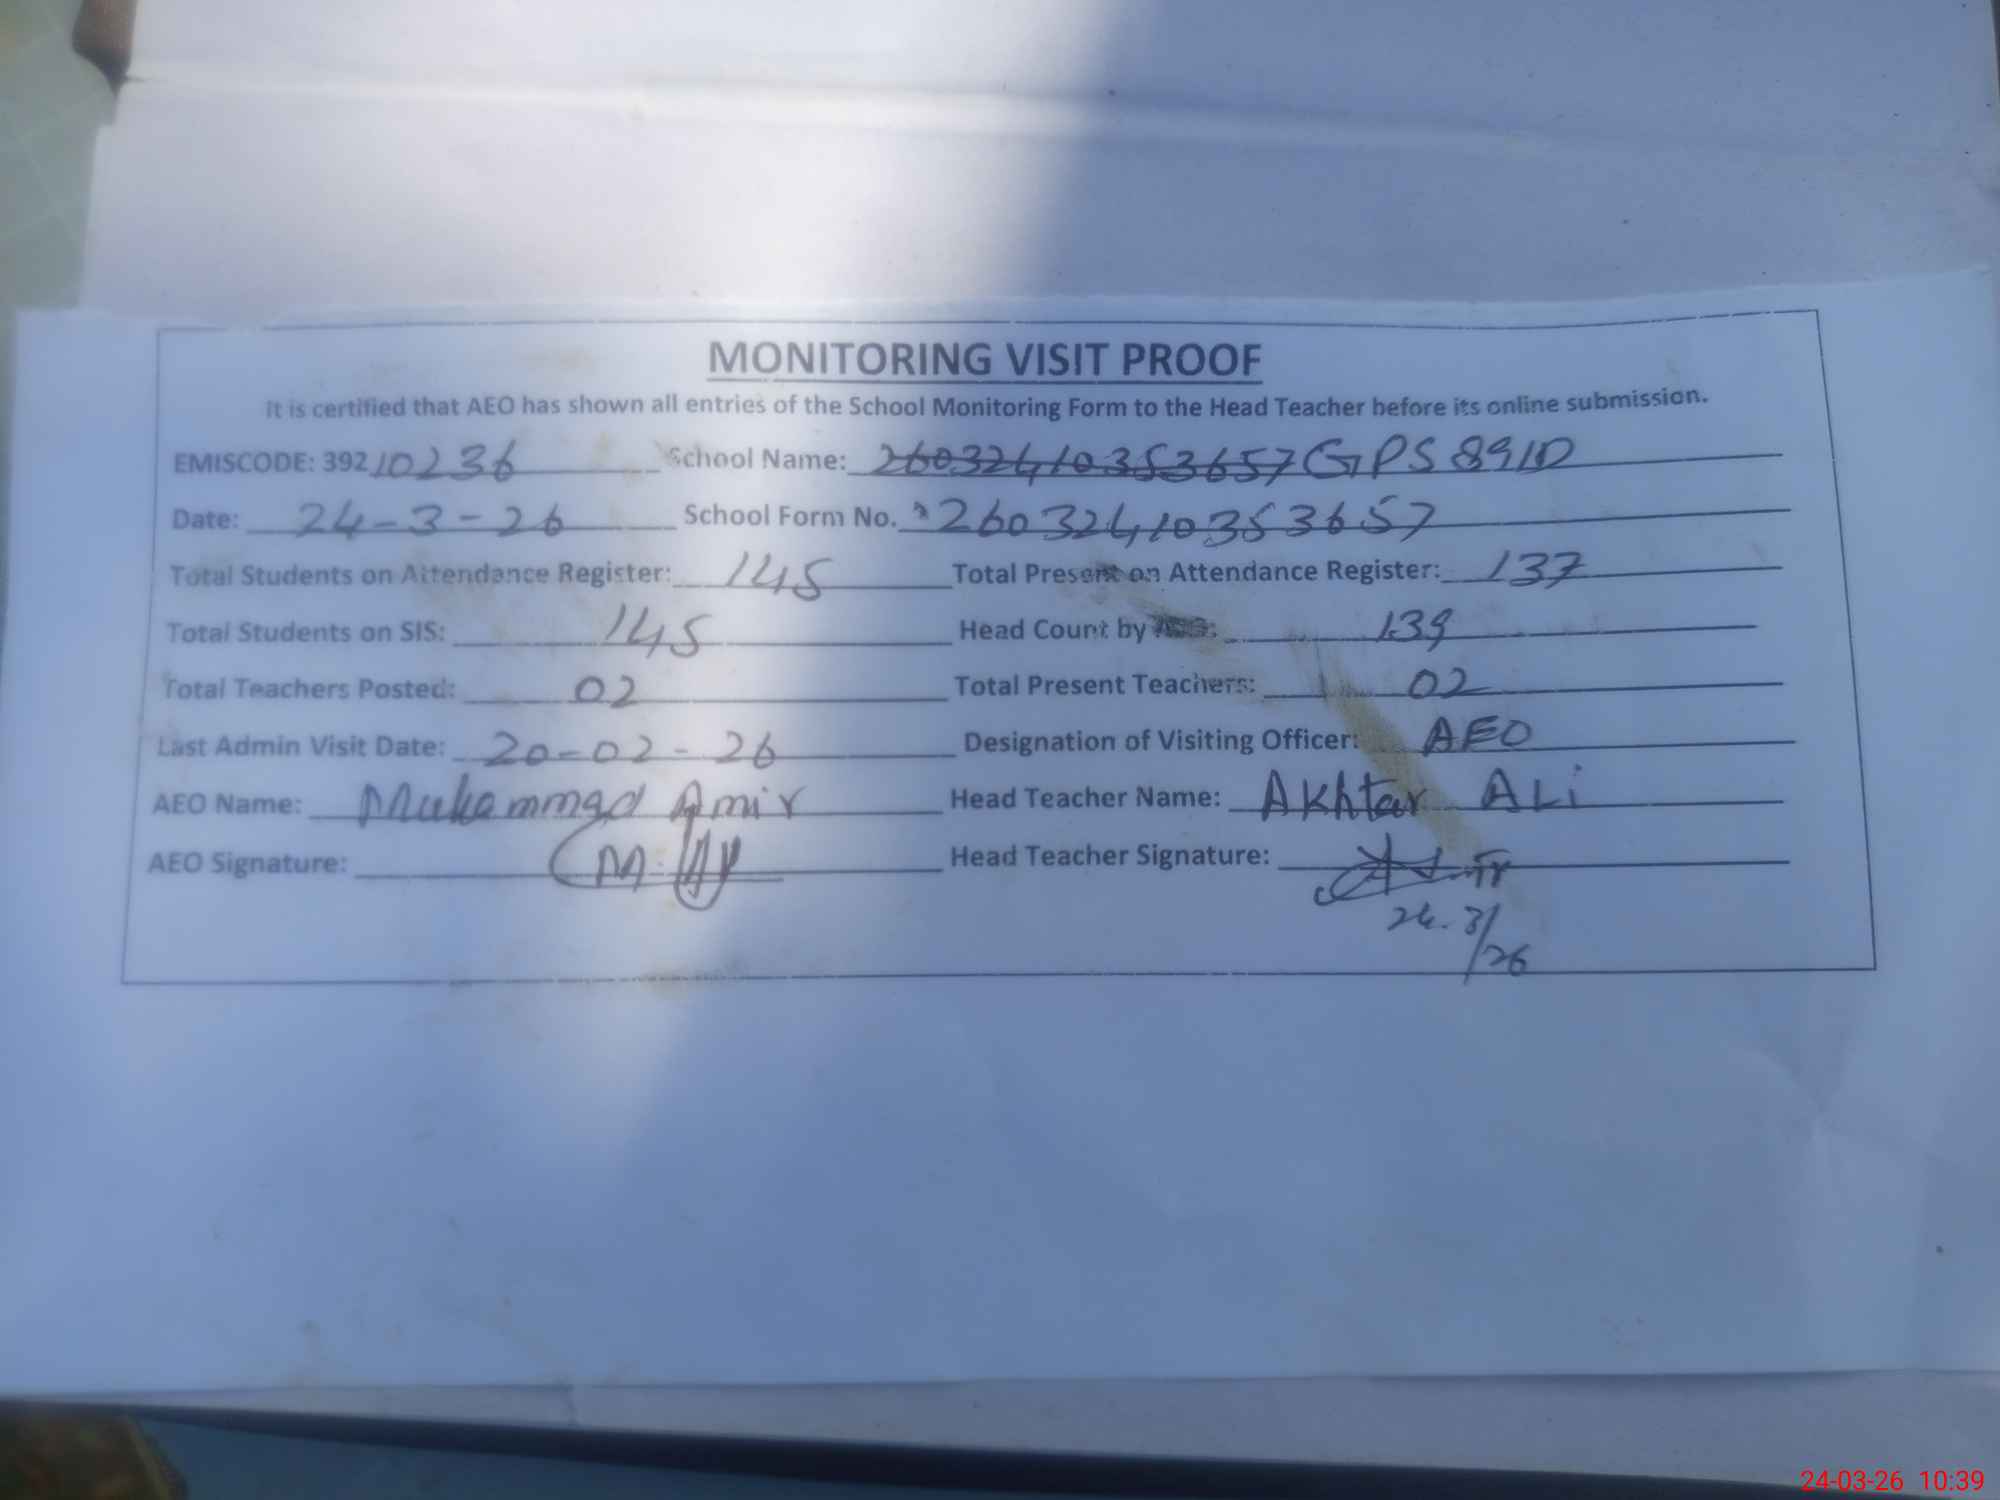 MONITORING VISIT PROOF
it is certified that AEO has shown all entries of the School Monitoring Form to the Head Teacher before its online submission.
EMISCODE: 39210236 School Name: 26032410353657 GPS 891D
Date: 24-3-26 School Form No. 26032410353657
Total Students on Attendance Register: 145 Total Present on Attendance Register: 137
Total Students on SIS: 145 Head Count by : 139
Total Teachers Posted: 02 Total Present Teachers: 02
Last Admin Visit Date: 20-02-26 Designation of Visiting Officer: AEO
AEO Name: Muhammad Amir Head Teacher Name: Akhtar ALi
AEO Signature: Head Teacher Signature:
24.3/26
24-03-26 10:39